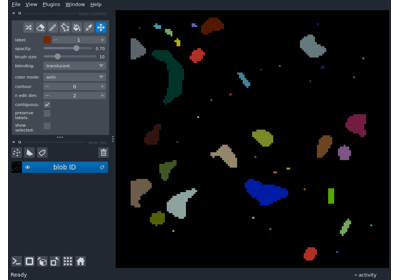 File View Plugins Window Help
label: 1
opacity: 0.70
brush size: 10
blending: translucent
color mode: auto
contour: 0
n edit dim: 2
contiguous: ✓
preserve labels:
show selected:
blob ID
Ready
activity